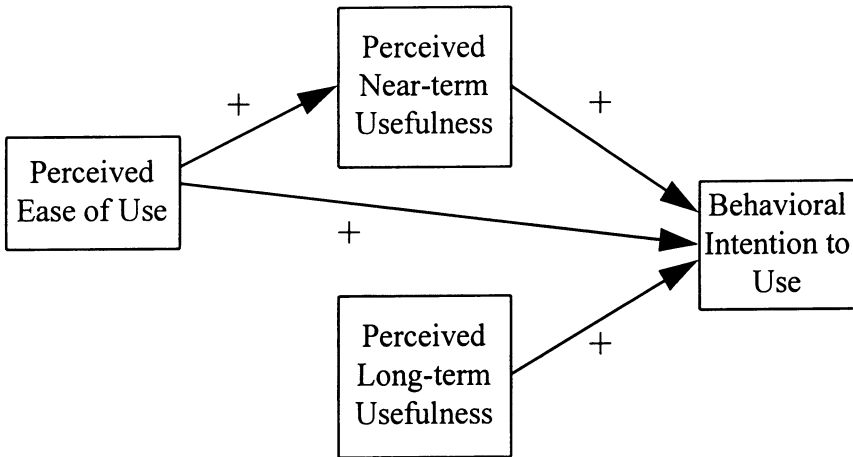 Perceived
Near-term
Usefulness
+
+
Perceived
Ease of Use
+
Behavioral
Intention to
Use
Perceived
Long-term
Usefulness
+